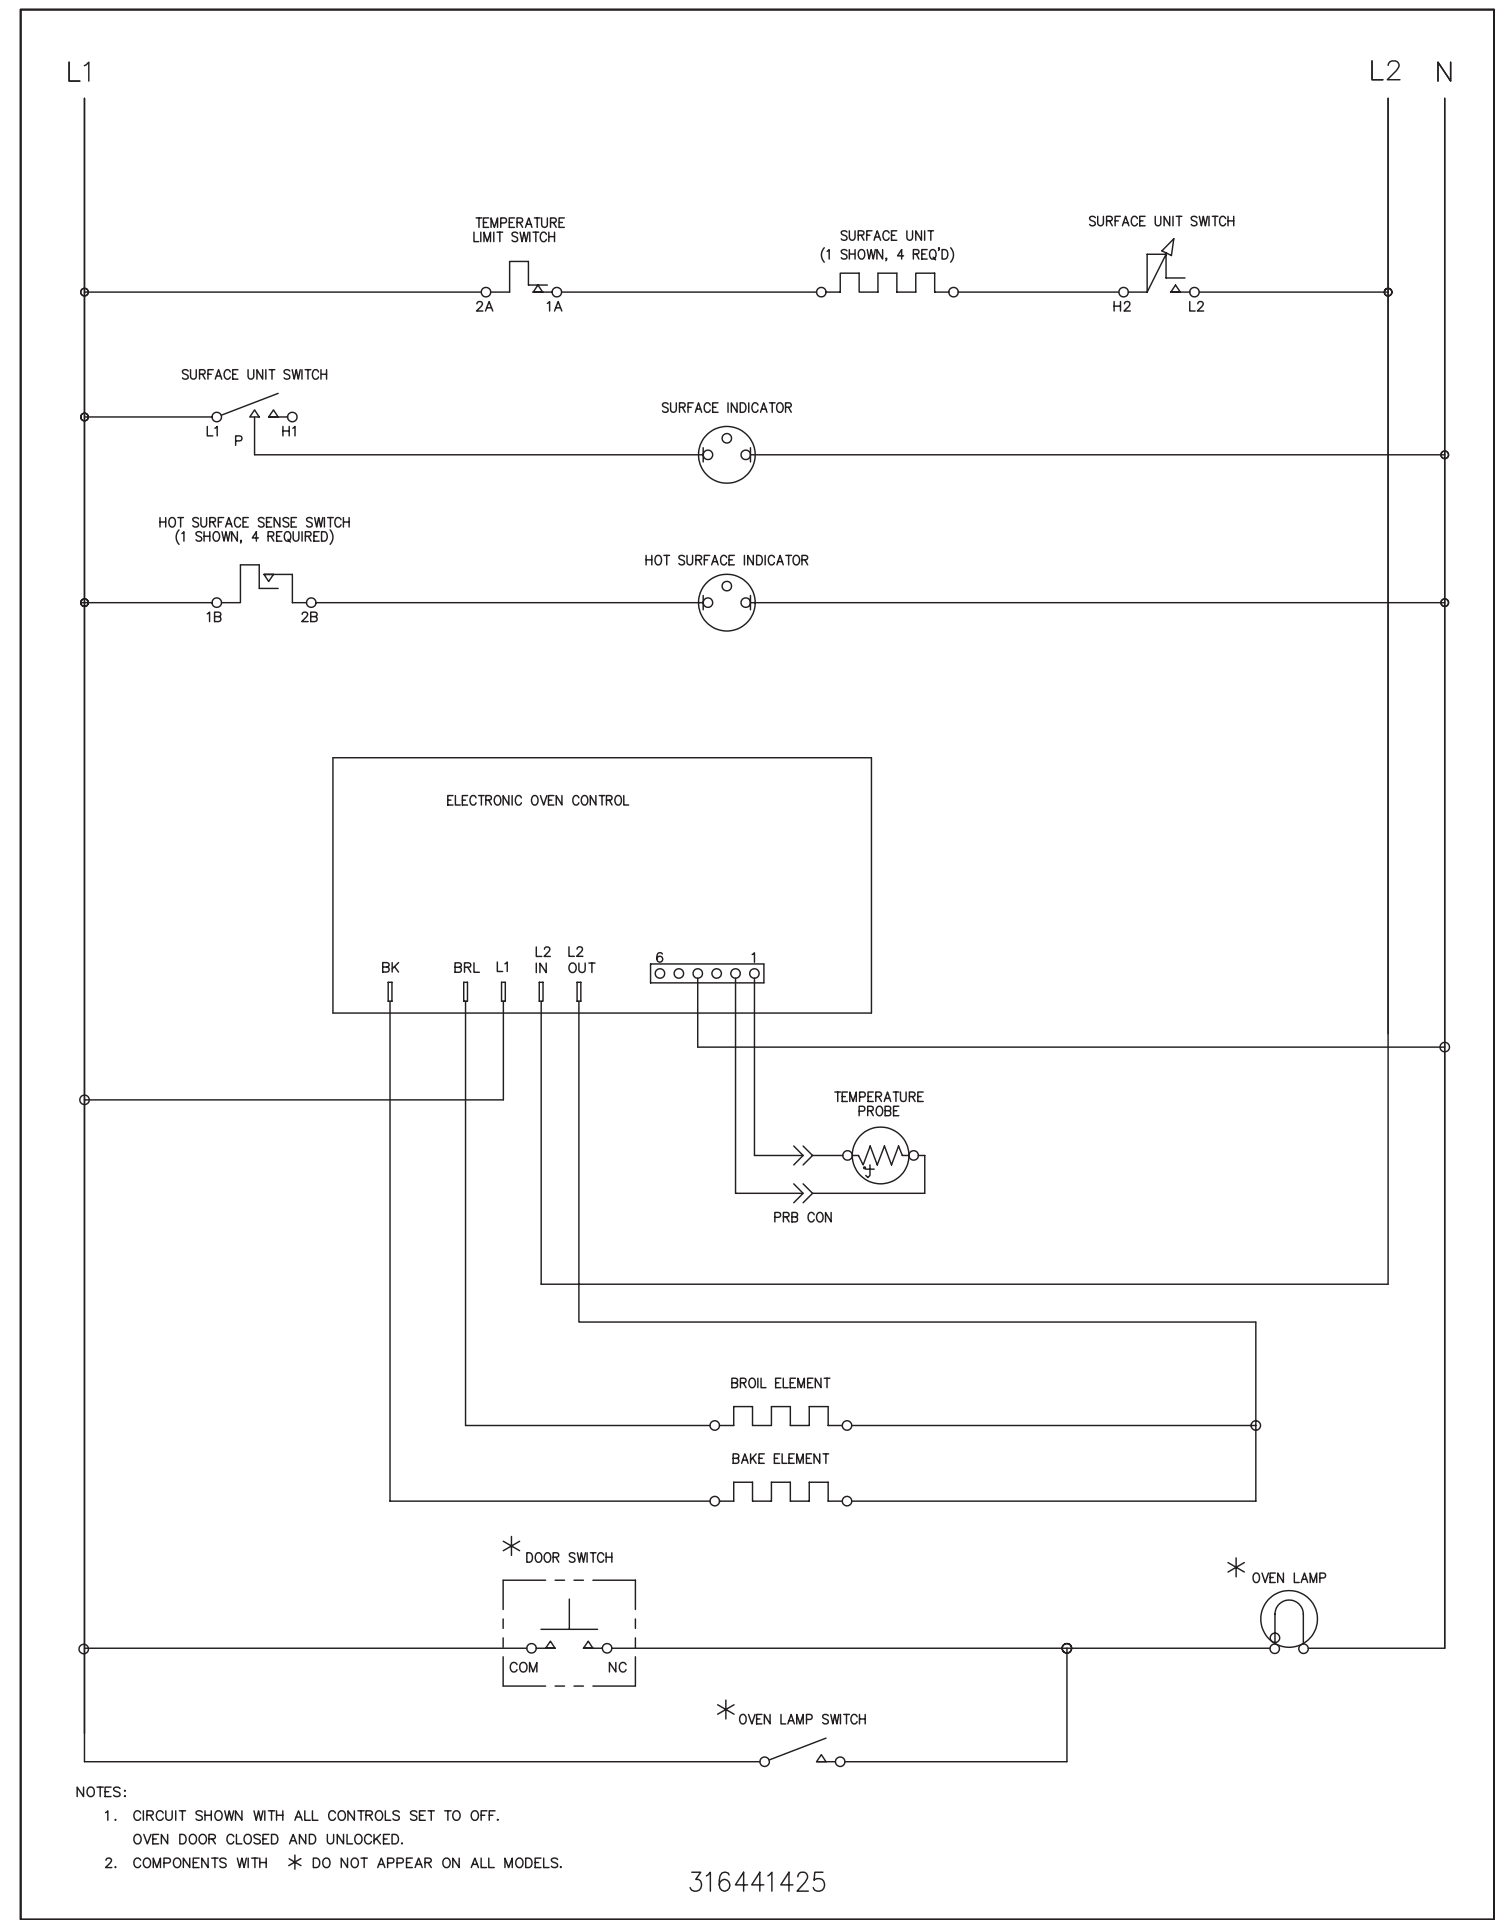 L1
L2 N
TEMPERATURE
LIMIT SWITCH
2A
1A
SURFACE UNIT
(1 SHOWN, 4 REQ'D)
SURFACE UNIT SWITCH
H2
L2
SURFACE UNIT SWITCH
L1
P
H1
SURFACE INDICATOR
HOT SURFACE SENSE SWITCH
(1 SHOWN, 4 REQUIRED)
1B
2B
HOT SURFACE INDICATOR
ELECTRONIC OVEN CONTROL
BK
BRL
L1
L2
IN
L2
OUT
6
1
TEMPERATURE
PROBE
PRB CON
BROIL ELEMENT
BAKE ELEMENT
* DOOR SWITCH
COM
NC
* OVEN LAMP
* OVEN LAMP SWITCH
NOTES:
1. CIRCUIT SHOWN WITH ALL CONTROLS SET TO OFF.
OVEN DOOR CLOSED AND UNLOCKED.
2. COMPONENTS WITH * DO NOT APPEAR ON ALL MODELS.
316441425